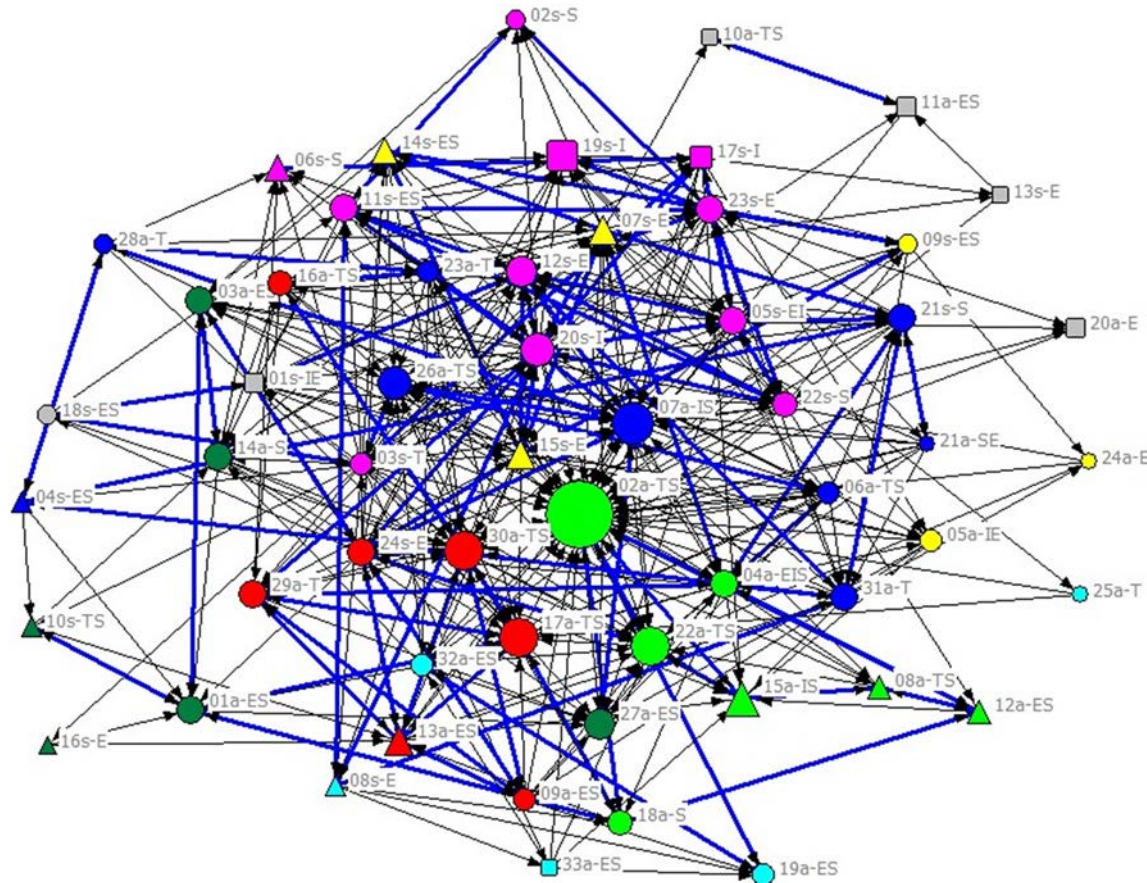 02s-S
10a-TS
11a-ES
14s-ES
19s-I
17s-I
06s-S
13s-E
11s-ES
23s-E
07s-E
28a-T
09s-ES
23a-T
12s-E
16a-TS
03a-ES
05s-EI
21s-S
20a-E
20s-I
26a-TS
01s-IE
07a-IS
22s-S
18s-ES
21a-SE
14a-S
03s-T
15s-E
24a-E
02a-TS
06a-TS
04s-ES
30a-TS
24s-E
05a-IE
04a-EIS
29a-T
31a-T
25a-T
10s-TS
17a-TS
22a-TS
32a-ES
08a-TS
01a-ES
15a-IS
12a-ES
27a-ES
13a-ES
16s-E
08s-E
09a-ES
18a-S
33a-ES
19a-ES